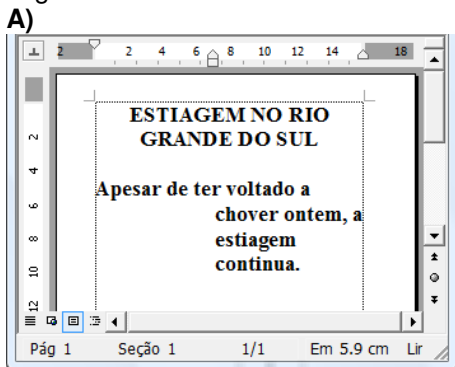 A)
2 2 4 6 8 10 12 14 18
ESTIAGEM NO RIO
GRANDE DO SUL
Apesar de ter voltado a
chover ontem, a
estiagem
continua.
2
4
6
8
10
12
Pág 1 Seção 1 1/1 Em 5.9 cm Lin